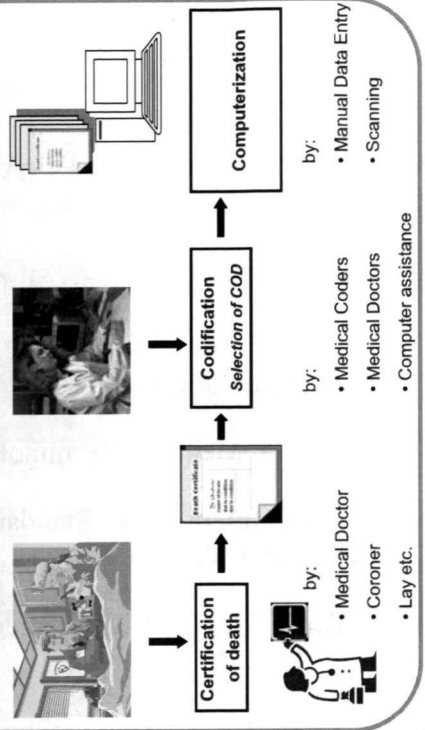 Certification
of death
by:
• Medical Doctor
• Coroner
• Lay etc.
Death Certificate
Codification
Selection of COD
by:
• Medical Coders
• Medical Doctors
• Computer assistance
Computerization
by:
• Manual Data Entry
• Scanning